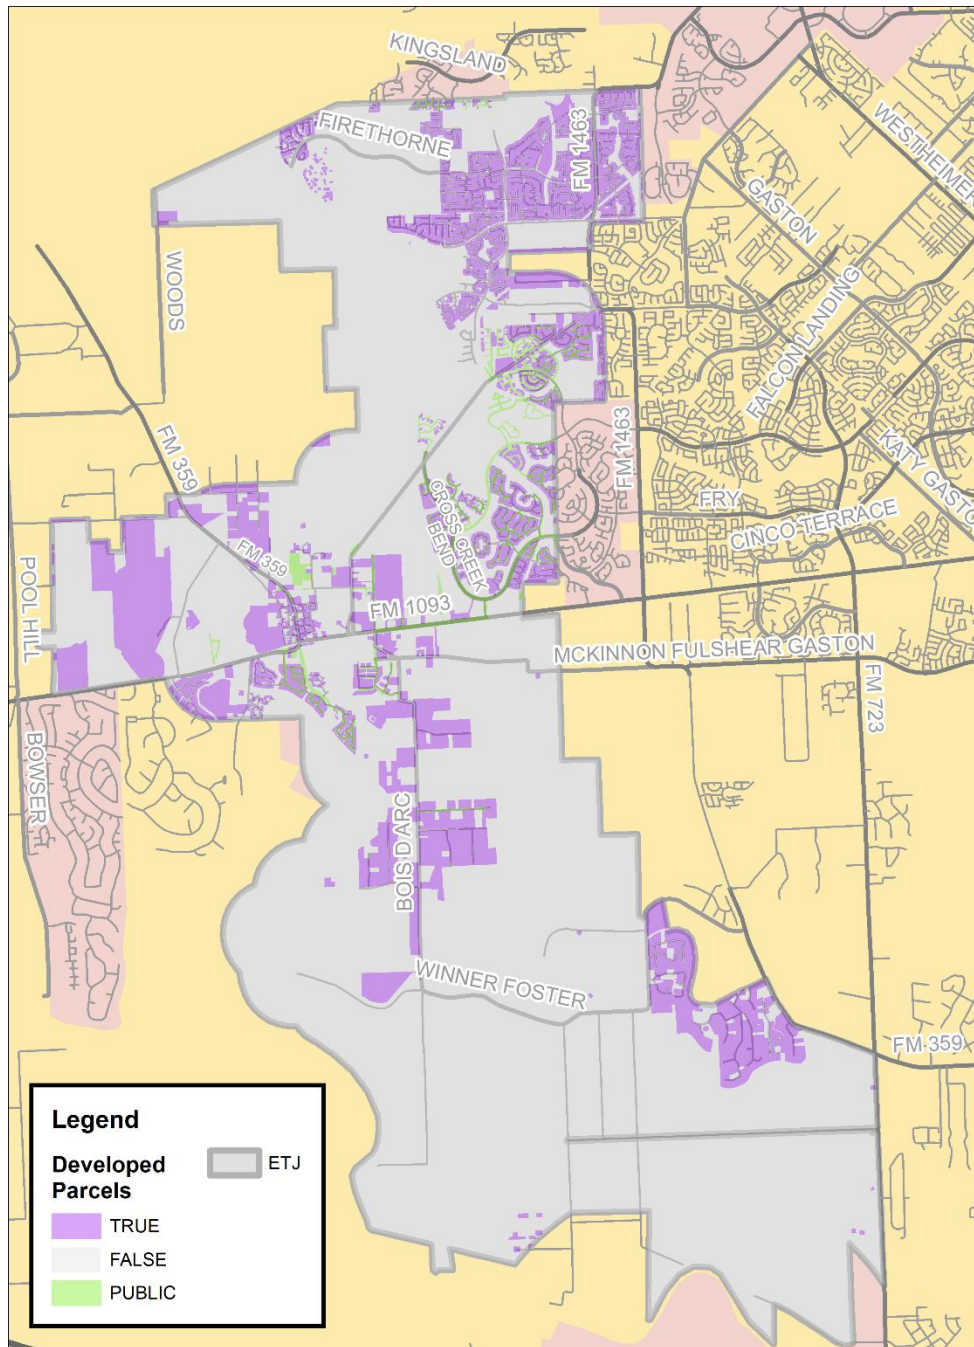 KINGSLAND
FIRETHORNE
FM 1463
WESTHEIMER
GASTON
WOODS
FALCON LANDING
FM 359
FM 1463
KATY GASTO
CROSS CREEK
BEND
FRY
CINCO TERRACE
FM 359
POOL HILL
FM 1093
MCKINNON FULSHEAR GASTON
FM 723
BOWSER
BOIS D ARC
WINNER FOSTER
FM 359
Legend
Developed
Parcels
ETJ
TRUE
FALSE
PUBLIC